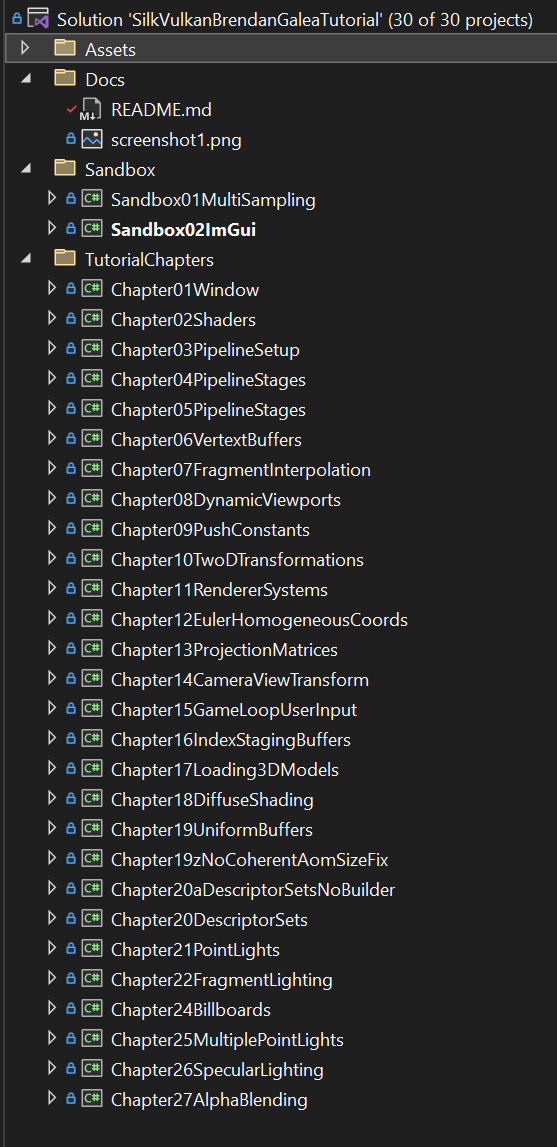 Solution 'SilkVulkanBrendanGaleaTutorial' (30 of 30 projects)
Assets
Docs
M↓ README.md
screenshot1.png
Sandbox
C# Sandbox01MultiSampling
C# Sandbox02ImGui
TutorialChapters
C# Chapter01Window
C# Chapter02Shaders
C# Chapter03PipelineSetup
C# Chapter04PipelineStages
C# Chapter05PipelineStages
C# Chapter06VertextBuffers
C# Chapter07FragmentInterpolation
C# Chapter08DynamicViewports
C# Chapter09PushConstants
C# Chapter10TwoDTransformations
C# Chapter11RendererSystems
C# Chapter12EulerHomogeneousCoords
C# Chapter13ProjectionMatrices
C# Chapter14CameraViewTransform
C# Chapter15GameLoopUserInput
C# Chapter16IndexStagingBuffers
C# Chapter17Loading3DModels
C# Chapter18DiffuseShading
C# Chapter19UniformBuffers
C# Chapter19zNoCoherentAomSizeFix
C# Chapter20aDescriptorSetsNoBuilder
C# Chapter20DescriptorSets
C# Chapter21PointLights
C# Chapter22FragmentLighting
C# Chapter24Billboards
C# Chapter25MultiplePointLights
C# Chapter26SpecularLighting
C# Chapter27AlphaBlending